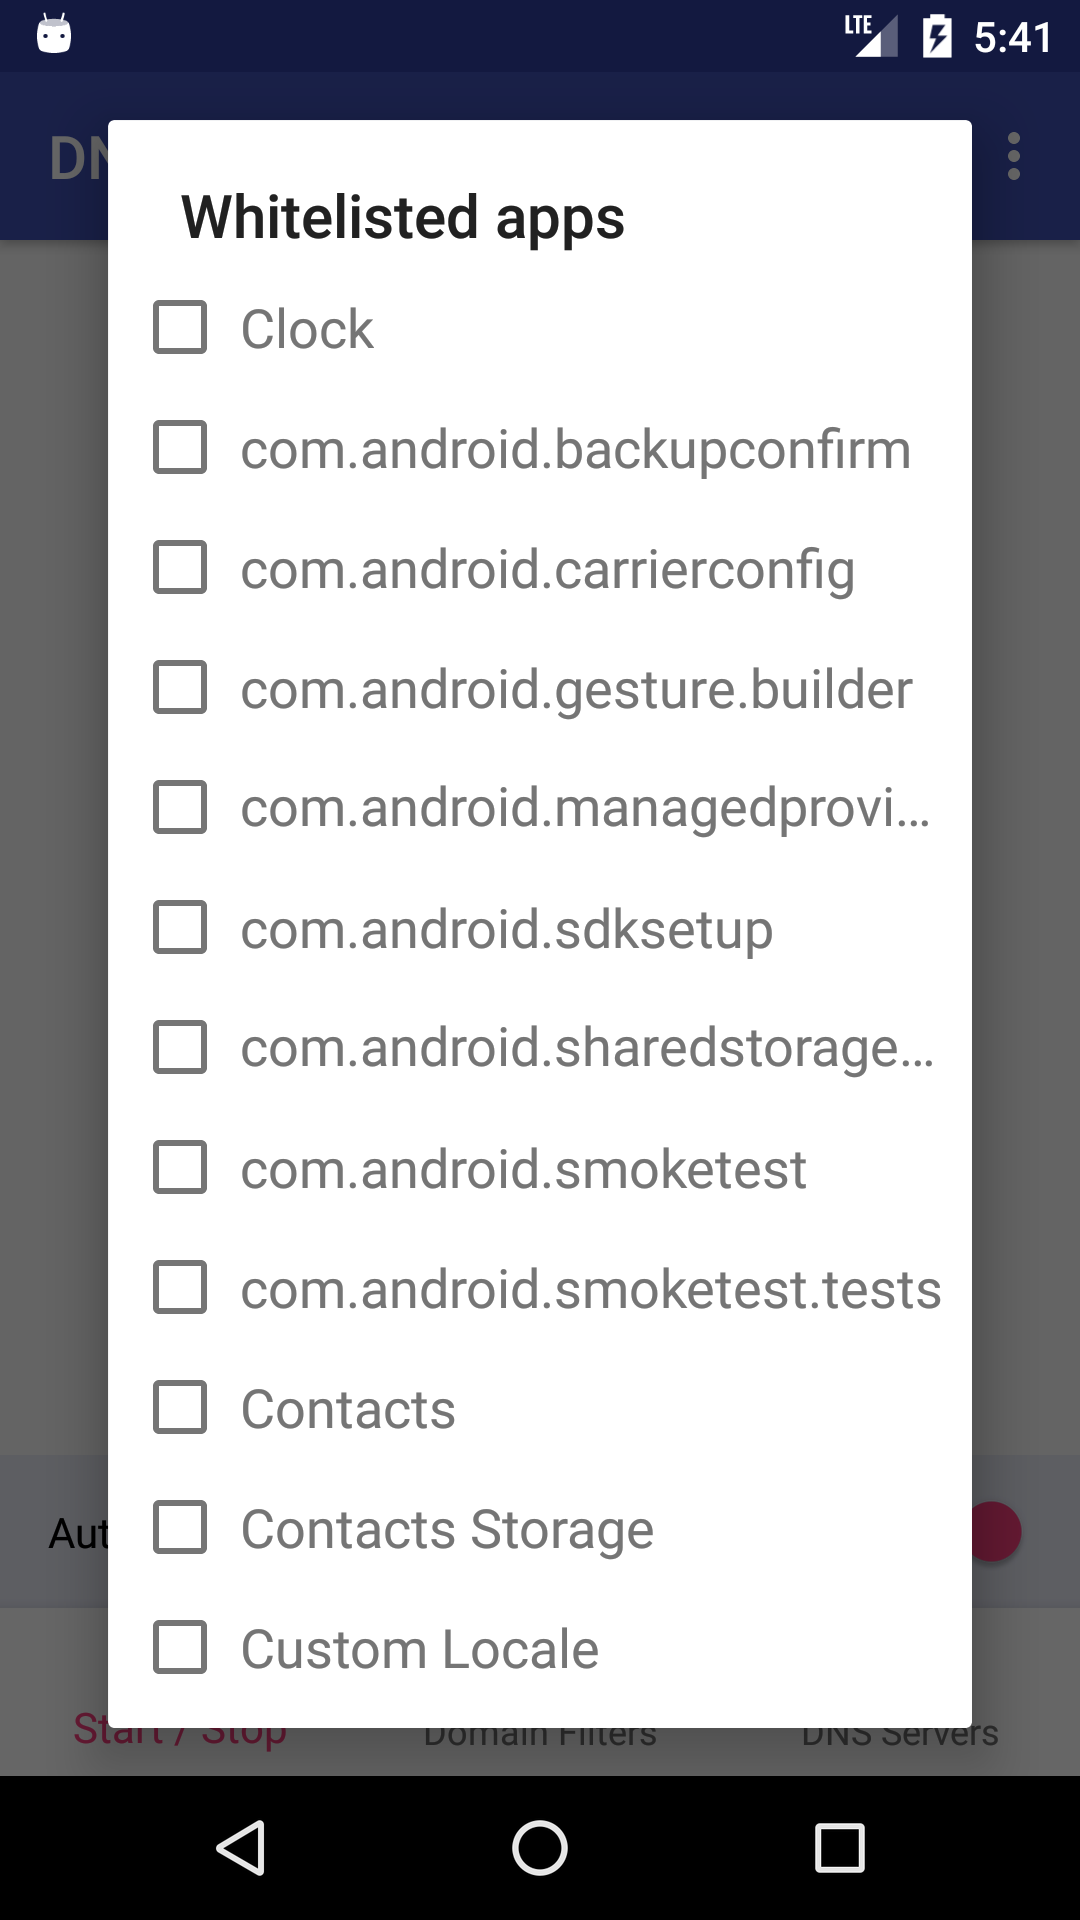 LTE 5:41
DN
Whitelisted apps
Clock
com.android.backupconfirm
com.android.carrierconfig
com.android.gesture.builder
com.android.managedprovi…
com.android.sdksetup
com.android.sharedstorage…
com.android.smoketest
com.android.smoketest.tests
Contacts
Contacts Storage
Aut
Custom Locale
Start / Stop Domain Filters DNS Servers